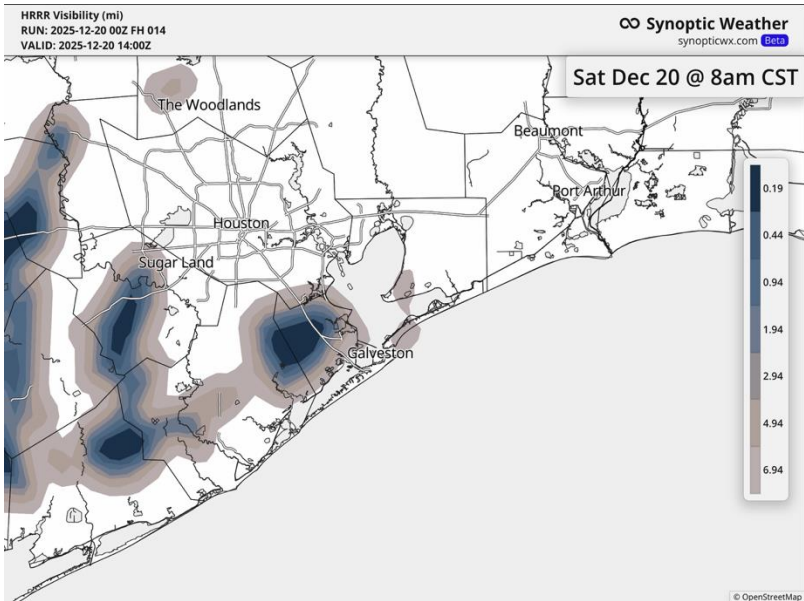 HRRR Visibility (mi)
RUN: 2025-12-20 00Z FH 014
VALID: 2025-12-20 14:00Z
Synoptic Weather
synopticwx.com Beta
Sat Dec 20 @ 8am CST
The Woodlands
Beaumont
Port Arthur
Houston
Sugar Land
Galveston
0.19
0.44
0.94
1.94
2.94
4.94
6.94
© OpenStreetMap